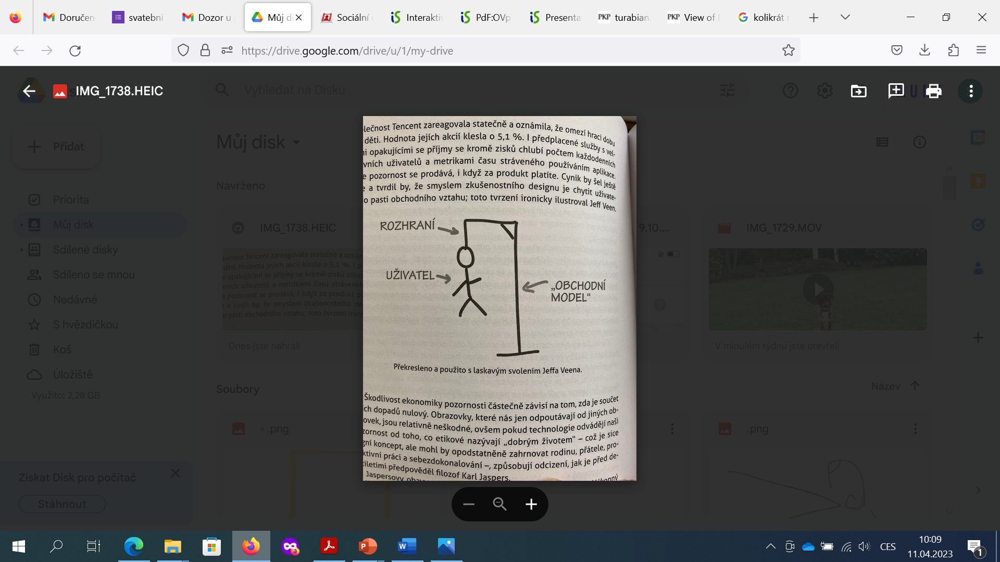 Doručen
svatebni
Dozor u
Můj d
Sociální
Interakti
PdF:OVp
Presenta
turabian.
View of
kolikrát
https://drive.google.com/drive/u/1/my-drive
IMG_1738.HEIC
Vyhledat na Disku
Přidat
Můj disk
Navrženo
Priorita
Můj disk
Sdílené disky
Sdíleno se mnou
Nedávné
S hvězdičkou
Koš
Úložiště
Využito: 2,28 GB
Získat Disk pro počítač
Stáhnout
IMG_1738.HEIC
Dnes jste nahráli
9.10....
IMG_1729.MOV
V minulém týdnu jste otevřeli
Soubory
Název
.png
.png
lečnost Tencent zareagovala statečně a oznámila, že omezí hrací dobu
děti. Hodnota jejích akcií klesla o 5,1 %. I předplacené služby s vel-
i opakujícími se příjmy se kromě zisků chlubí počtem každodenních
vních uživatelů a metrikami času stráveného používáním aplikace.
e pozornost se prodává, i když za produkt platíte. Cynik by šel ještě
e a tvrdil by, že smyslem zkušenostního designu je chytit uživate-
o pasti obchodního vztahu; toto tvrzení ironicky ilustroval Jeff Veen.
ROZHRANÍ
UŽIVATEL
„OBCHODNÍ
MODEL“
Překresleno a použito s laskavým svolením Jeffa Veena.
Škodlivost ekonomiky pozornosti částečně závisí na tom, zda je součet
ích dopadů nulový. Obrazovky, které nás jen odpoutávají od jiných ob-
ovek, jsou relativně neškodné, ovšem pokud technologie odvádějí naši
zornost od toho, co etikové nazývají „dobrým životem“ – což je sice
gní koncept, ale mohl by opodstatněně zahrnovat rodinu, přátele, pro-
ktivní práci a sebezdokonalování –, způsobují odcizení, jak je před de-
iletími předpověděl filozof Karl Jaspers.
Jaspersovy
CES
10:09
11.04.2023
1